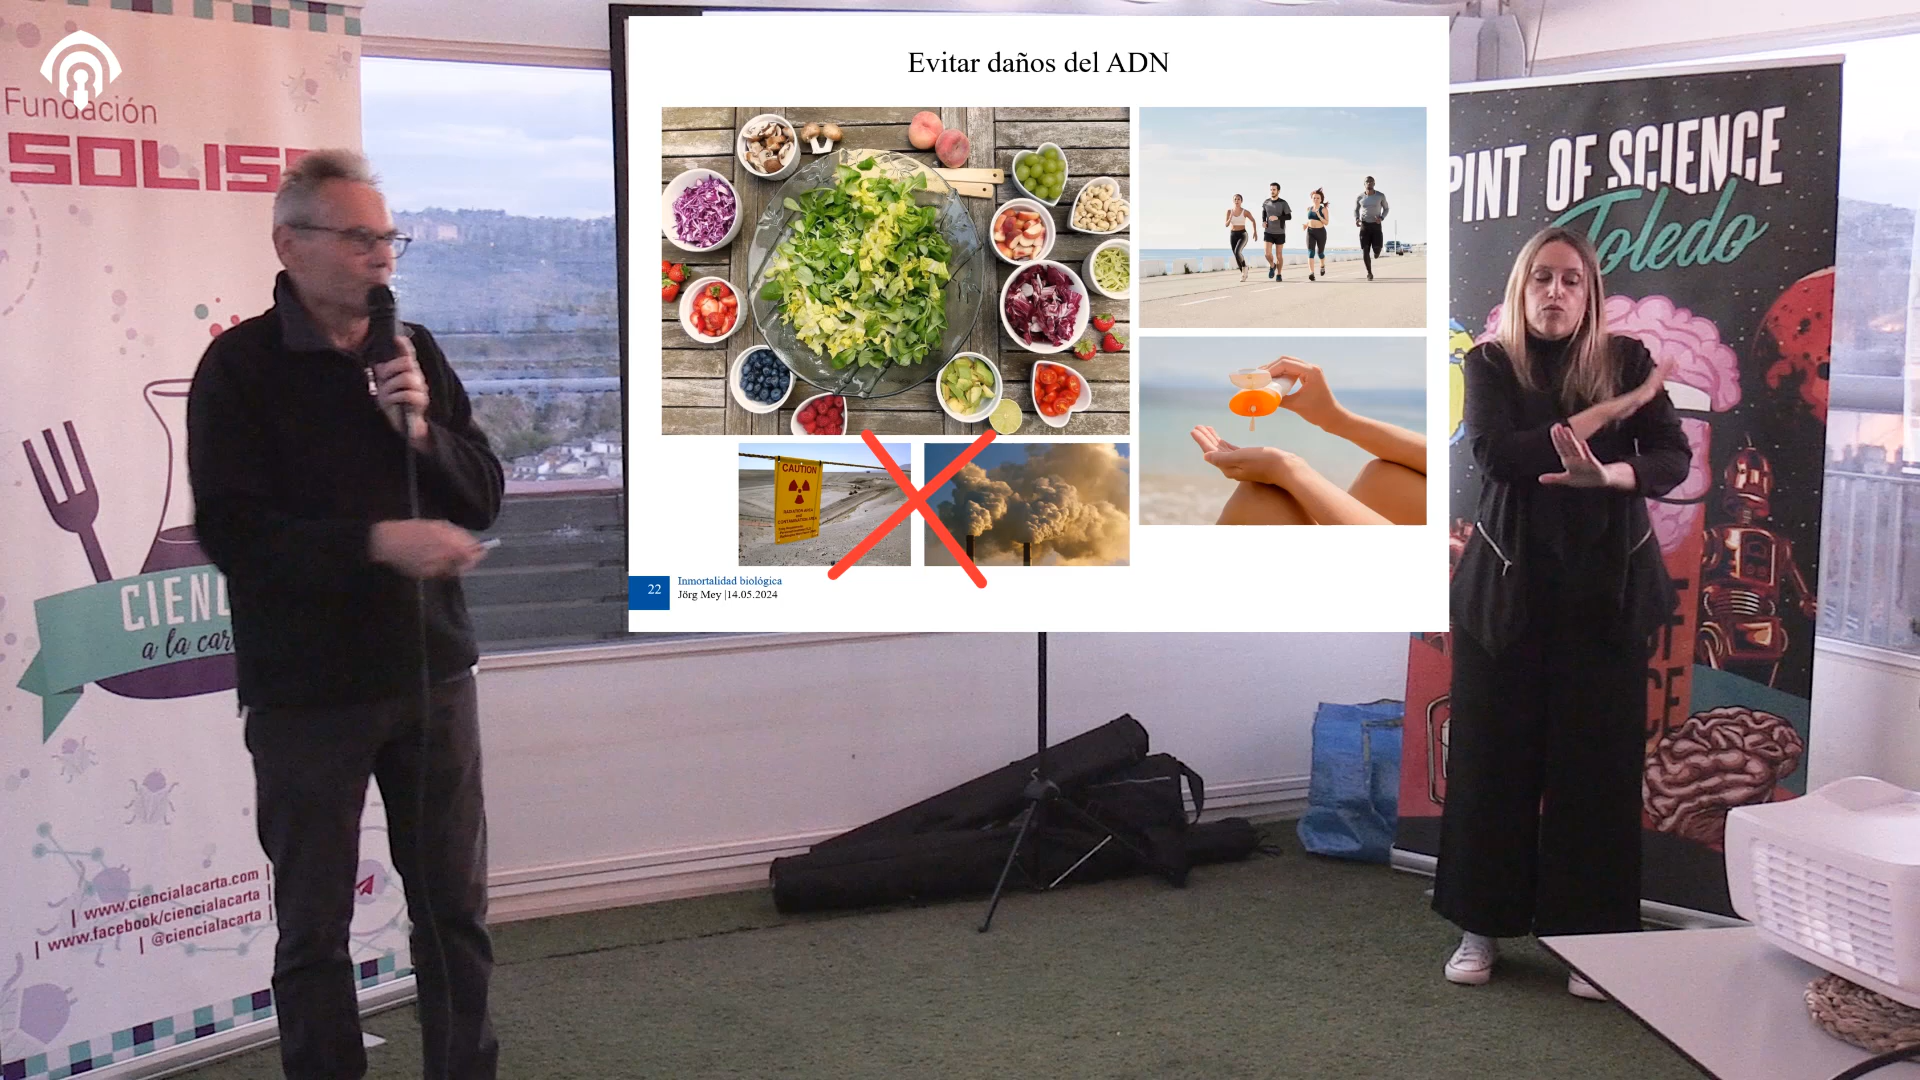 Fundación
SOLIS
CIENC
a la car
| www.ciencialacarta.com |
| www.facebook/ciencialacarta |
| @ciencialacarta |
Evitar daños del ADN
CAUTION
22
Inmortalidad biológica
Jörg Mey |14.05.2024
PINT OF SCIENCE
Toledo